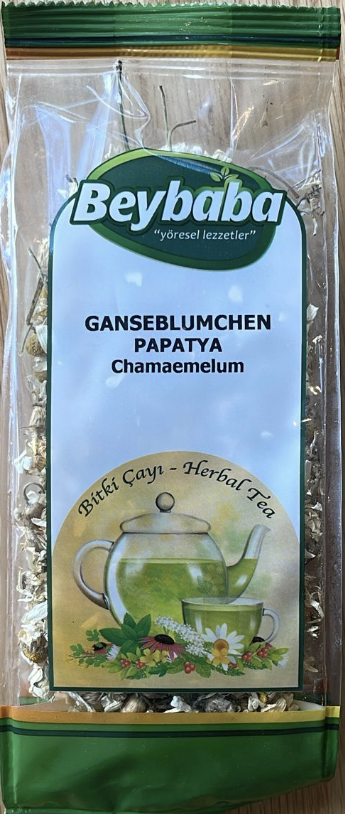 Beybaba
"yöresel lezzetler"
GANSEBLUMCHEN
PAPATYA
Chamaemelum
Bitki Çayı - Herbal Tea